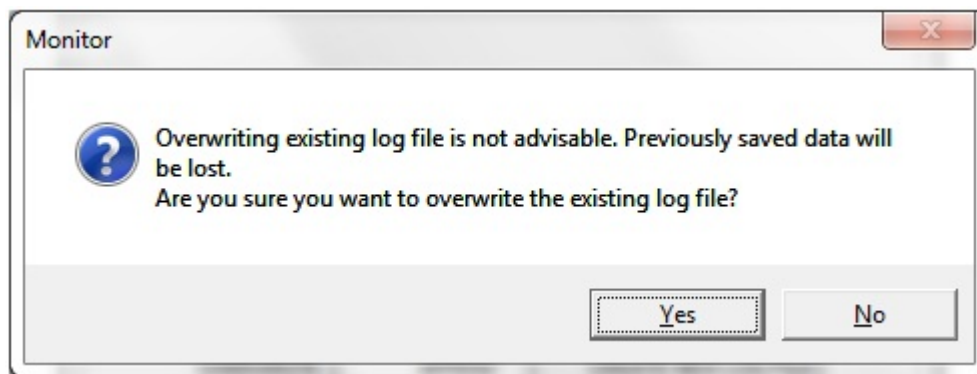 Monitor
Overwriting existing log file is not advisable. Previously saved data will
be lost.
Are you sure you want to overwrite the existing log file?
Yes
No